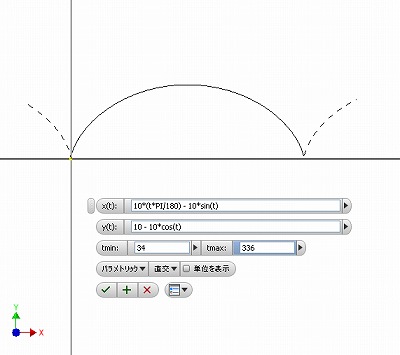 x(t): 10*(t*PI/180) - 10*sin(t)
y(t): 10 - 10*cos(t)
tmin: 34 tmax: 336
パラメトリック 直交 単位を表示
Y
X